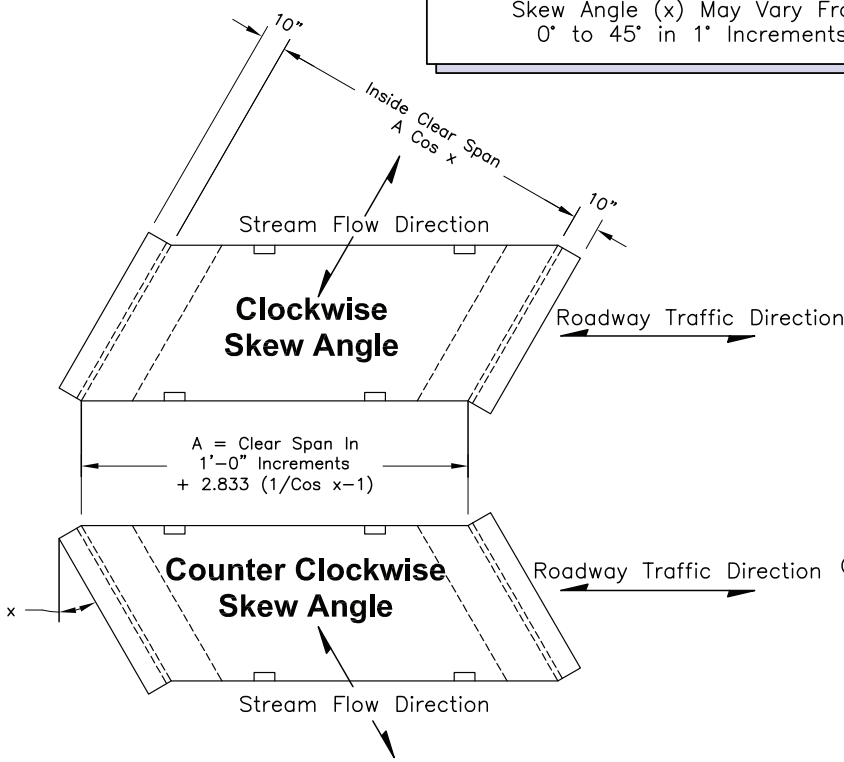 Skew Angle (x) May Vary Fro
0° to 45° in 1° Increments
10"
Inside Clear Span
A Cos x
10"
Stream Flow Direction
Clockwise
Skew Angle
Roadway Traffic Direction
A = Clear Span In
1'-0" Increments
+ 2.833 (1/Cos x-1)
Counter Clockwise
Skew Angle
Roadway Traffic Direction
x
Stream Flow Direction